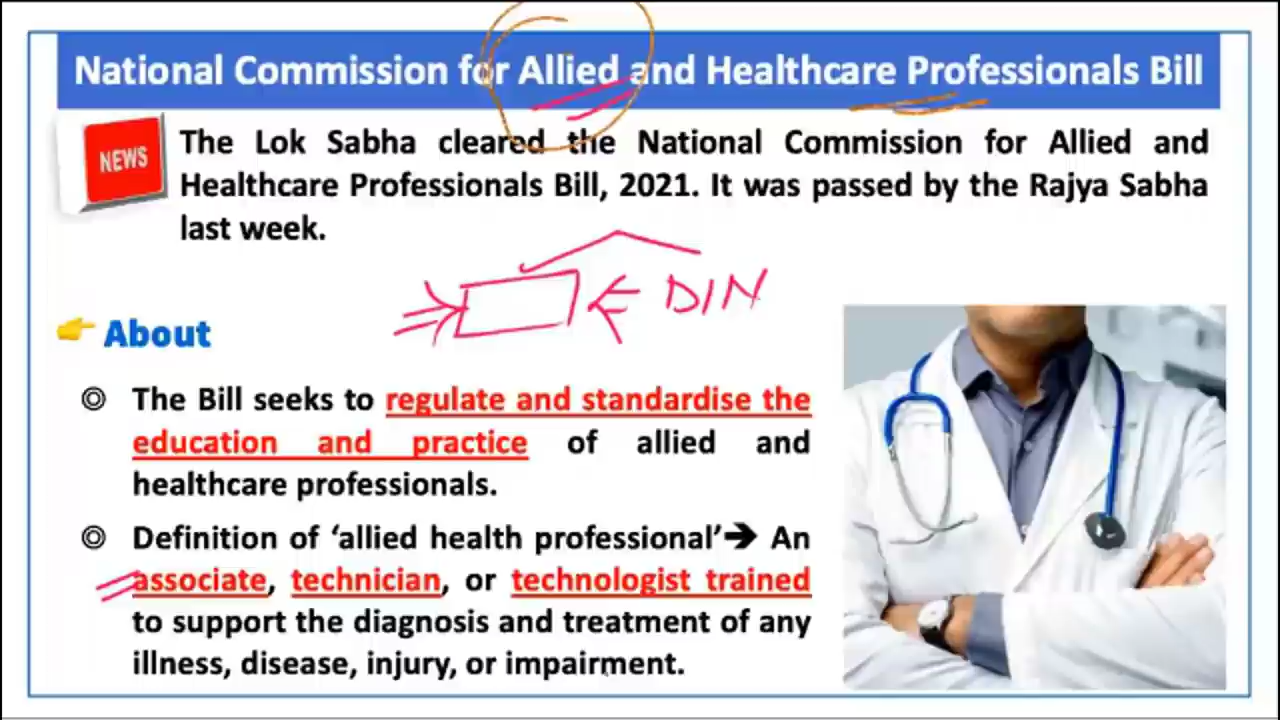 National Commission for Allied and Healthcare Professionals Bill
NEWS
The Lok Sabha cleared the National Commission for Allied and
Healthcare Professionals Bill, 2021. It was passed by the Rajya Sabha
last week.
DIN
About
The Bill seeks to regulate and standardise the
education and practice of allied and
healthcare professionals.
Definition of ‘allied health professional’➔ An
associate, technician, or technologist trained
to support the diagnosis and treatment of any
illness, disease, injury, or impairment.